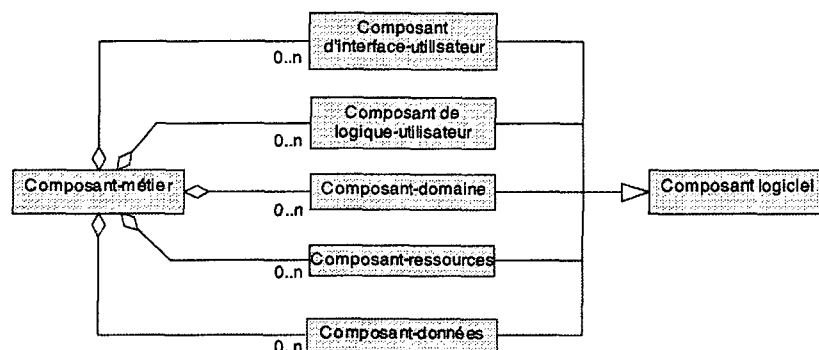 Composant
d'interface-utilisateur
0..n
Composant de
logique-utilisateur
0..n
Composant-métier
Composant-domaine
Composant logiciel
0..n
Composant-ressources
0..n
Composant-données
0..n